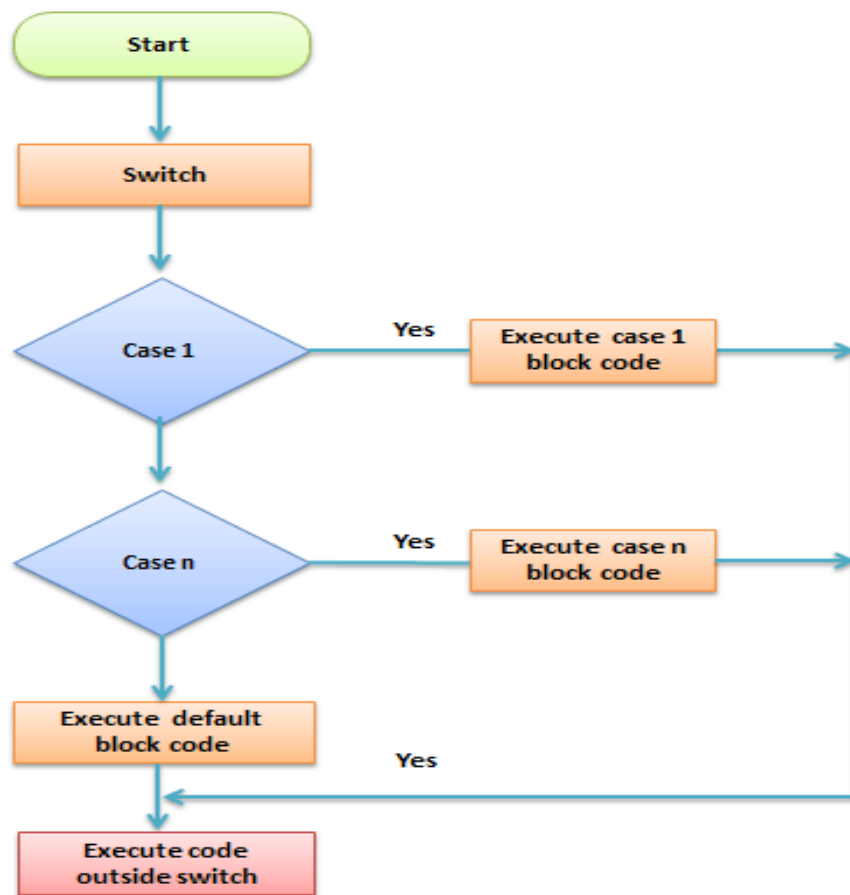 Start
Switch
Case 1
Yes
Execute case 1
block code
Case n
Yes
Execute case n
block code
Execute default
block code
Yes
Execute code
outside switch